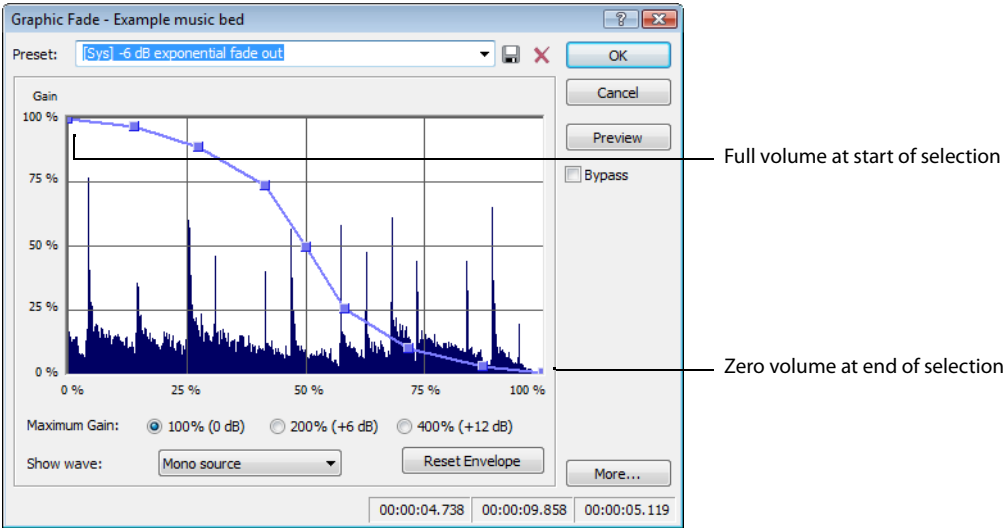 Graphic Fade - Example music bed
Preset: [Sys] -6 dB exponential fade out
OK
Cancel
Preview
Bypass
Gain
100 %
75 %
50 %
25 %
0 %
0 % 25 % 50 % 75 % 100 %
Full volume at start of selection
Zero volume at end of selection
Maximum Gain: 100% (0 dB) 200% (+6 dB) 400% (+12 dB)
Show wave: Mono source Reset Envelope
More...
00:00:04.738 00:00:09.858 00:00:05.119